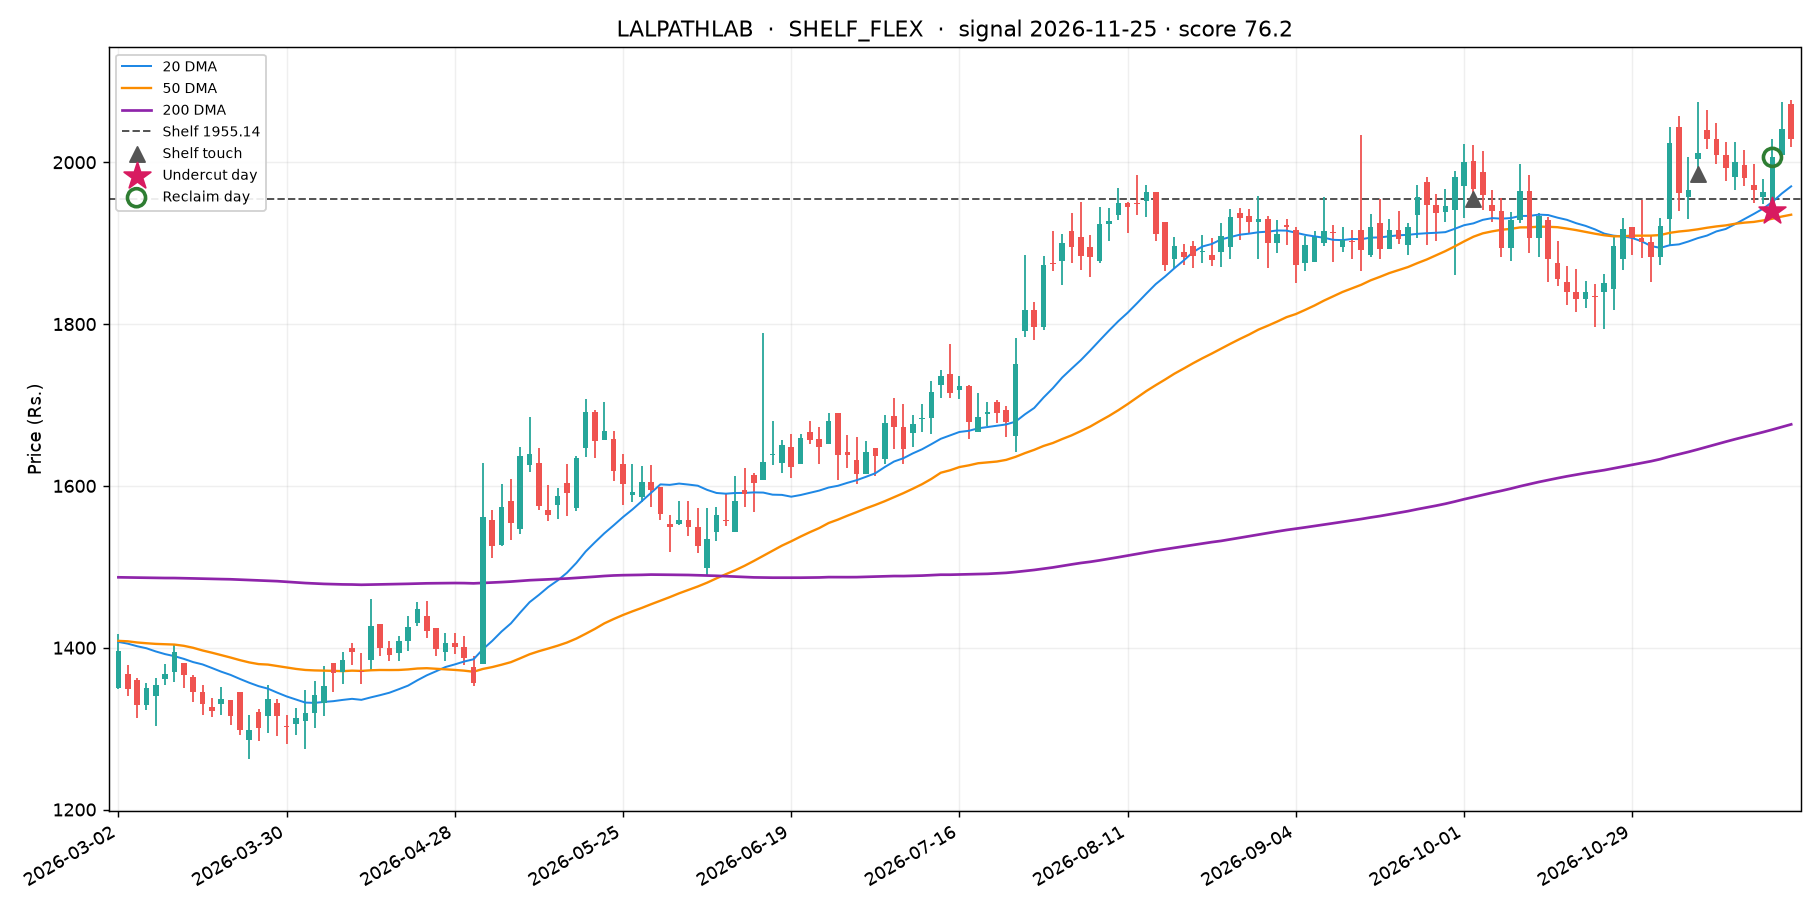 LALPATHLAB · SHELF_FLEX · signal 2026-11-25 · score 76.2
20 DMA
50 DMA
200 DMA
Shelf 1955.14
Shelf touch
Undercut day
Reclaim day
Price (Rs.)
2000
1800
1600
1400
1200
2026-03-02
2026-03-30
2026-04-28
2026-05-25
2026-06-19
2026-07-16
2026-08-11
2026-09-04
2026-10-01
2026-10-29